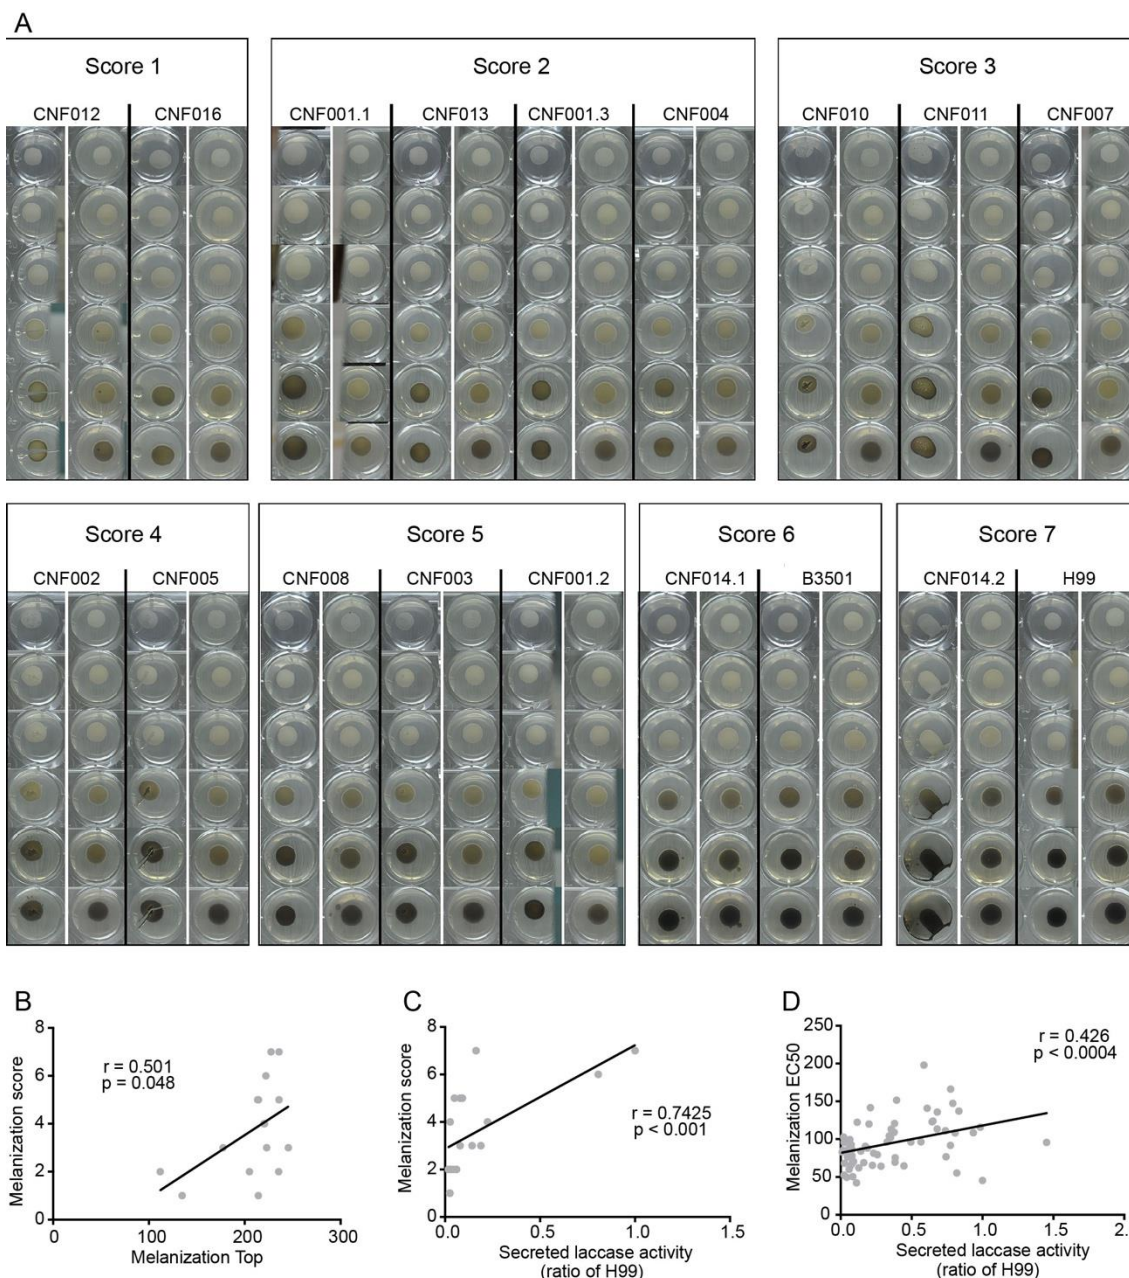 A
Score 1
Score 2
Score 3
CNF012 CNF016
CNF001.1 CNF013 CNF001.3 CNF004
CNF010 CNF011 CNF007
Score 4
Score 5
Score 6
Score 7
CNF002 CNF005
CNF008 CNF003 CNF001.2
CNF014.1 B3501
CNF014.2 H99
B
Melanization score
8
6
4
2
0
r = 0.501
p = 0.048
0 100 200 300
Melanization Top
C
Melanization score
8
6
4
2
0
r = 0.7425
p < 0.001
0.0 0.5 1.0 1.5
Secreted laccase activity
(ratio of H99)
D
Melanization EC50
250
200
150
100
50
0
r = 0.426
p < 0.0004
0.0 0.5 1.0 1.5 2.
Secreted laccase activity
(ratio of H99)